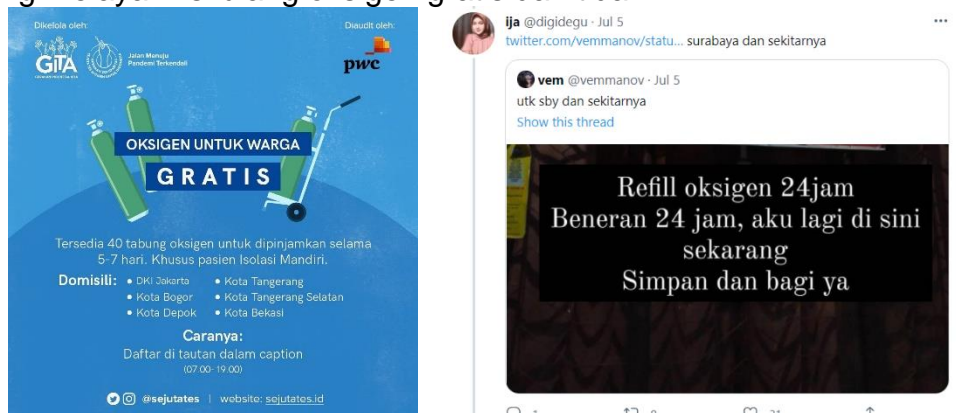 Dikelola oleh:
Diaudit oleh:
GITA
Jalan Menuju
Pandemi Terkendali
pwc
OKSIGEN UNTUK WARGA
GRATIS
Tersedia 40 tabung oksigen untuk dipinjamkan selama
5-7 hari. Khusus pasien Isolasi Mandiri.
Domisili:
• DKI Jakarta
• Kota Bogor
• Kota Depok
• Kota Tangerang
• Kota Tangerang Selatan
• Kota Bekasi
Caranya:
Daftar di tautan dalam caption
(07.00-19.00)
@sejutates | website: sejutates.id
ija @digidegu · Jul 5
twitter.com/vemmanov/statu... surabaya dan sekitarnya
vem @vemmanov · Jul 5
utk sby dan sekitarnya
Show this thread
Refill oksigen 24jam
Beneran 24 jam, aku lagi di sini
sekarang
Simpan dan bagi ya